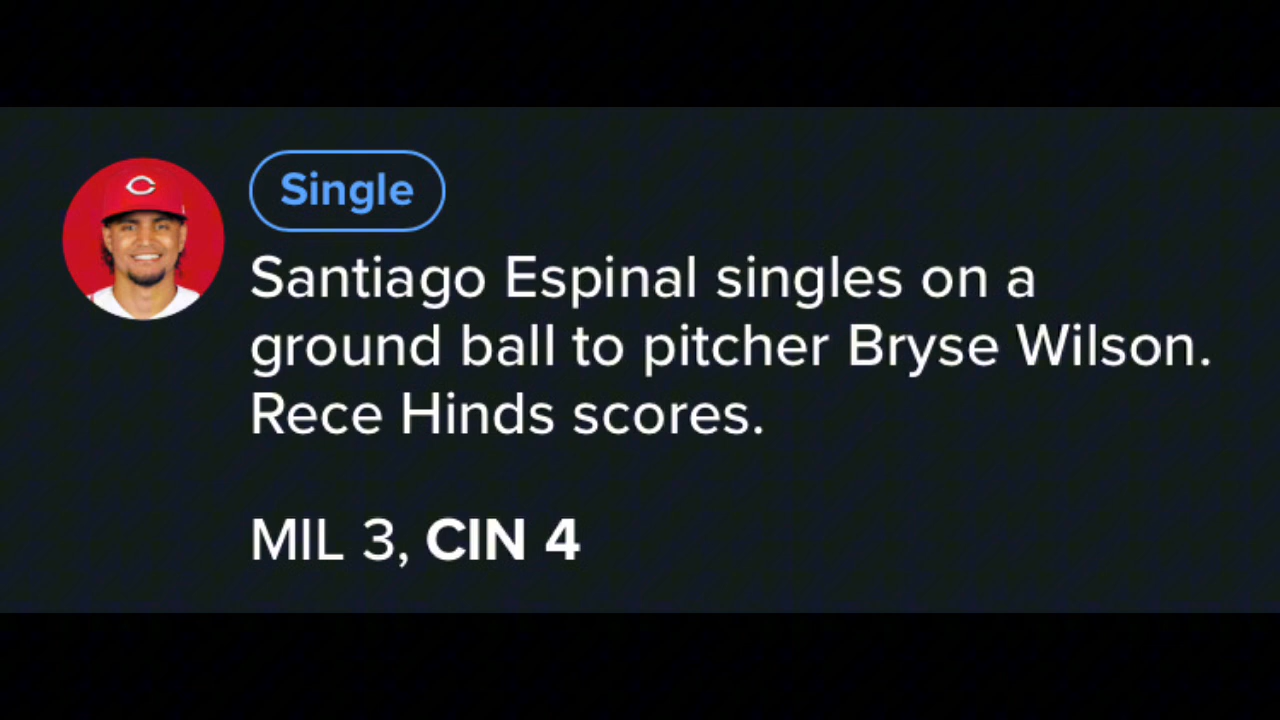 Single
Santiago Espinal singles on a
ground ball to pitcher Bryse Wilson.
Rece Hinds scores.
MIL 3, CIN 4